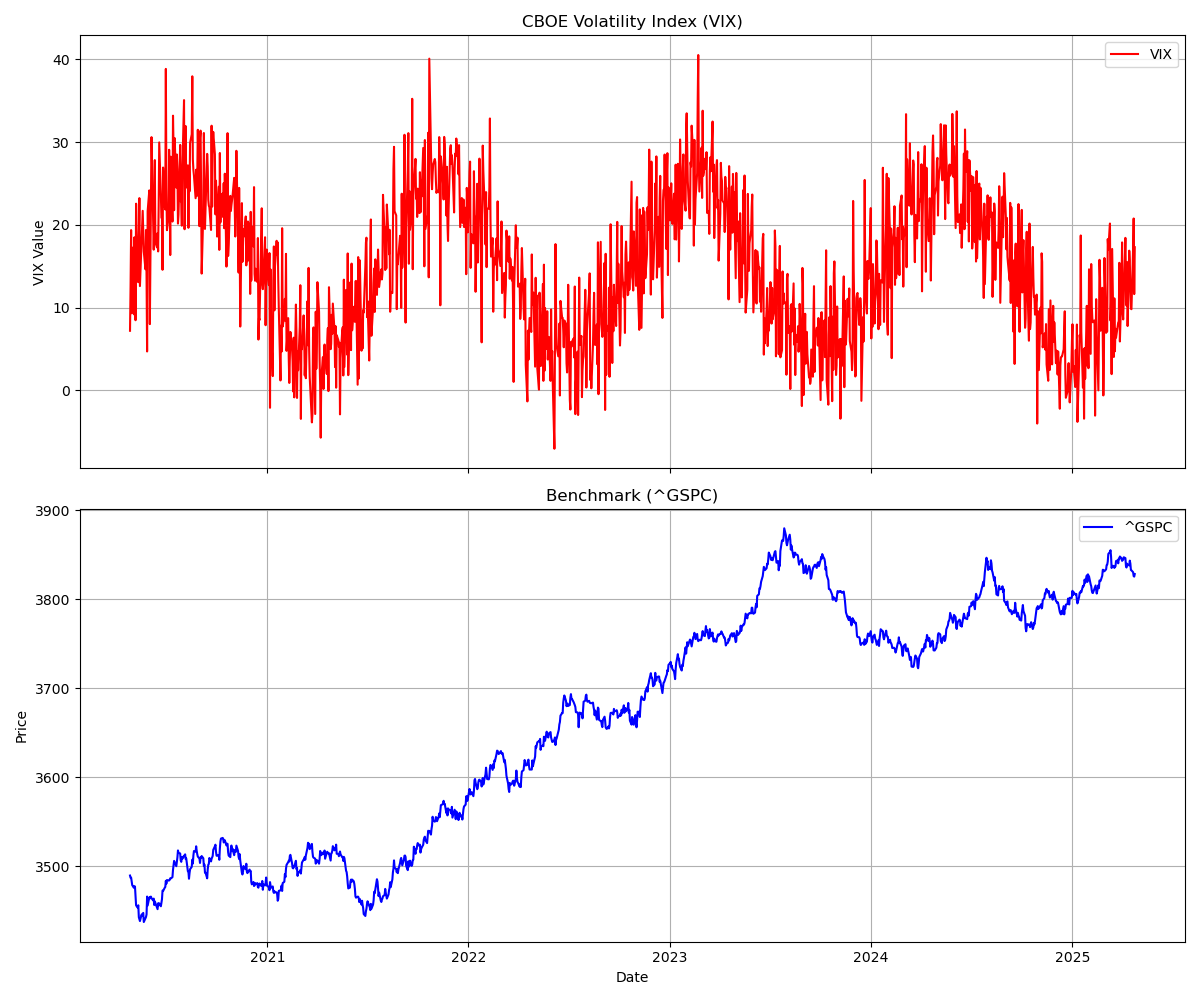 CBOE Volatility Index (VIX)
VIX
40
30
20
10
0
VIX Value
Benchmark (^GSPC)
^GSPC
3900
3800
3700
3600
3500
Price
2021 2022 2023 2024 2025
Date